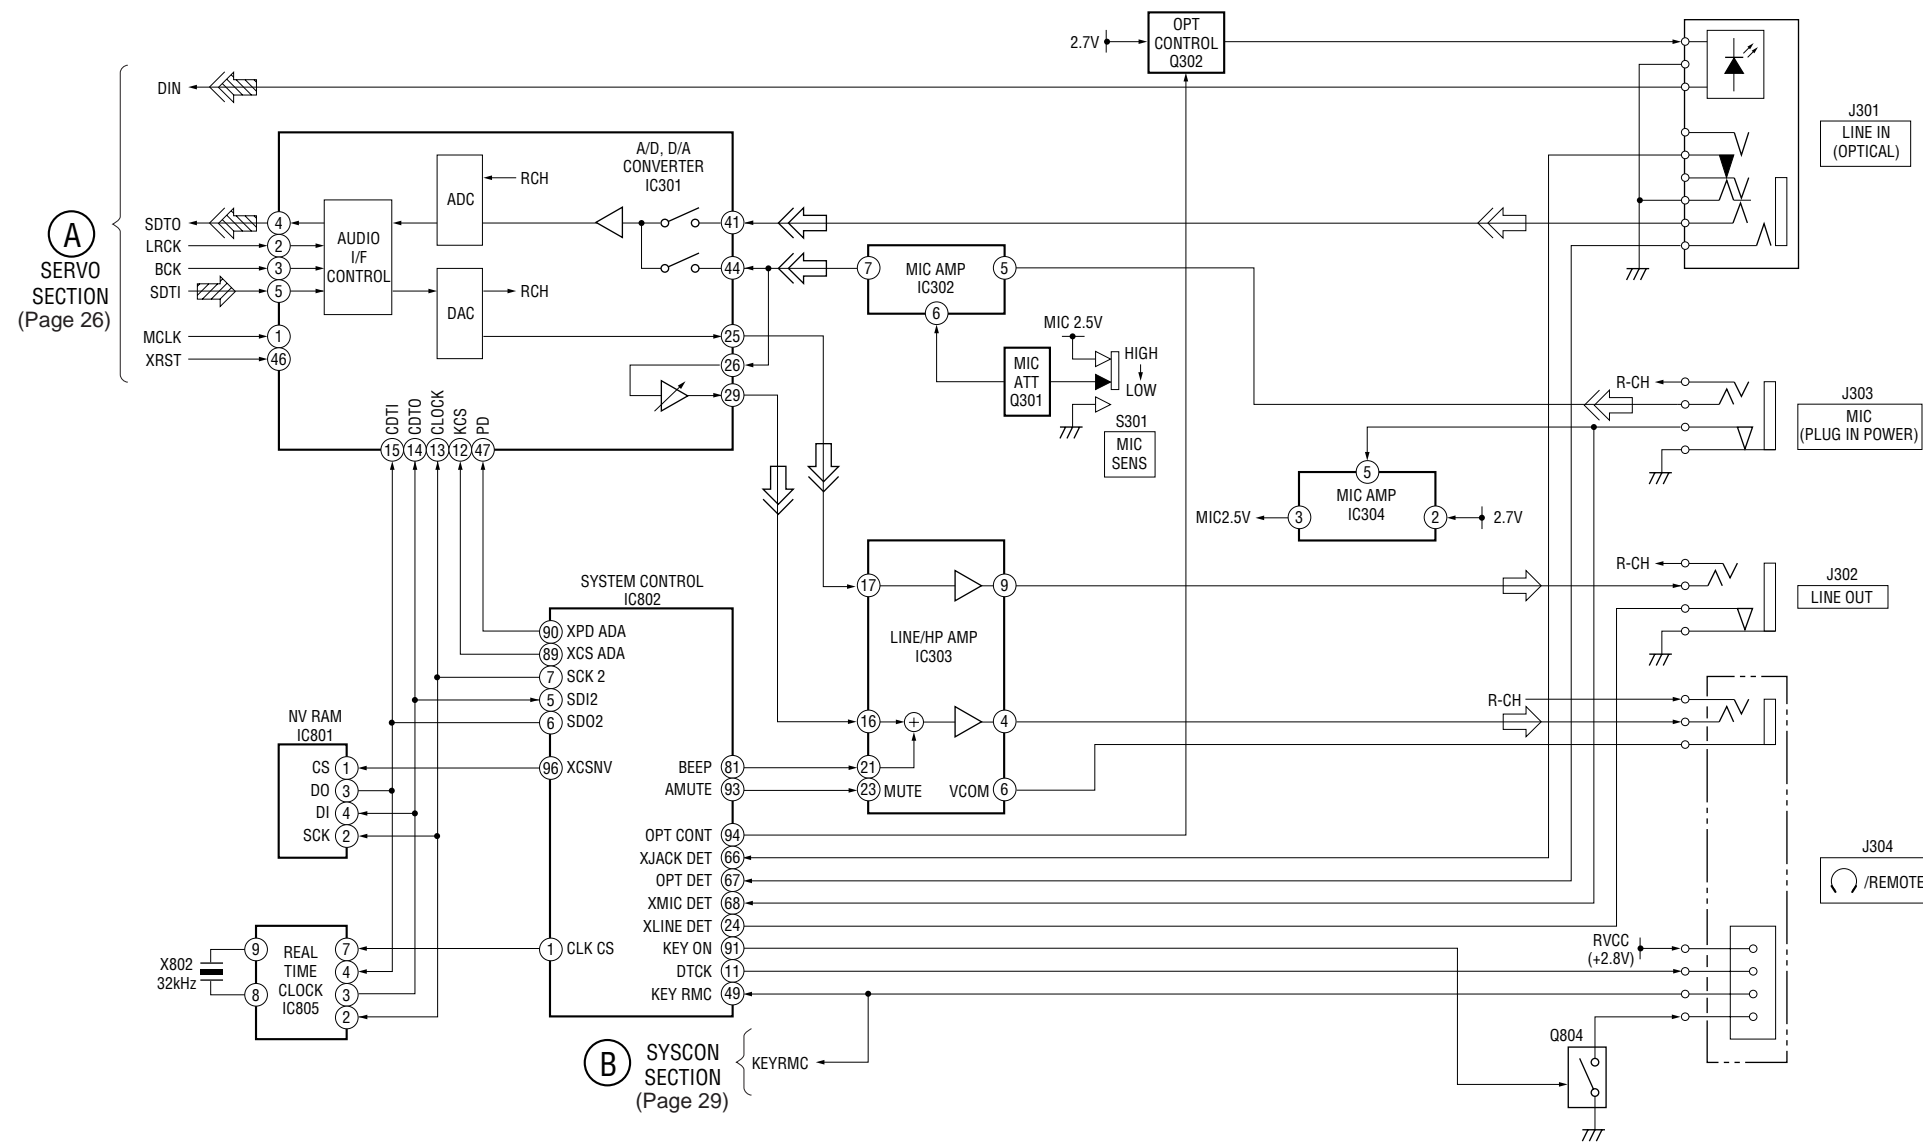 2.7V
OPT
CONTROL
Q302
DIN
J301
LINE IN
(OPTICAL)
A
SERVO
SECTION
(Page 26)
SDTO
LRCK
BCK
SDTI
MCLK
XRST
4
2
3
5
1
46
AUDIO
I/F
CONTROL
ADC
RCH
DAC
RCH
A/D, D/A
CONVERTER
IC301
41
44
25
26
29
CDTI
CDTO
CLOCK
KCS
PD
15
14
13
12
47
7
MIC AMP
IC302
5
6
MIC 2.5V
MIC
ATT
Q301
HIGH
LOW
S301
MIC
SENS
R-CH
J303
MIC
(PLUG IN POWER)
5
MIC AMP
IC304
MIC2.5V
3
2
2.7V
R-CH
J302
LINE OUT
17
9
LINE/HP AMP
IC303
16
+
4
21
23
MUTE
VCOM
6
R-CH
J304
/REMOTE
SYSTEM CONTROL
IC802
90
XPD ADA
89
XCS ADA
7
SCK 2
5
SDI2
6
SDO2
96
XCSNV
1
CLK CS
BEEP
81
AMUTE
93
OPT CONT
94
XJACK DET
66
OPT DET
67
XMIC DET
68
XLINE DET
24
KEY ON
91
DTCK
11
KEY RMC
49
NV RAM
IC801
CS
1
DO
3
DI
4
SCK
2
X802
32kHz
9
8
REAL
TIME
CLOCK
IC805
7
4
3
2
RVCC
(+2.8V)
Q804
B
SYSCON
SECTION
(Page 29)
KEYRMC